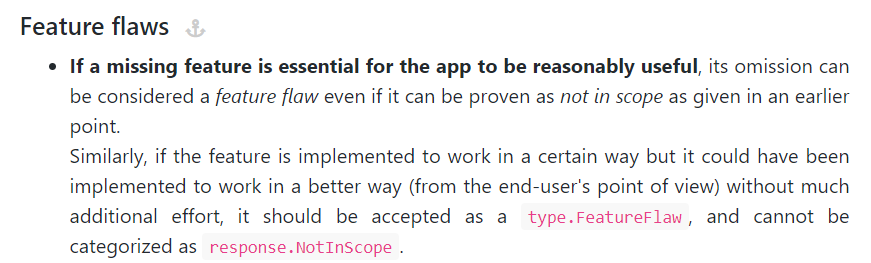 Feature flaws
• If a missing feature is essential for the app to be reasonably useful, its omission can
be considered a feature flaw even if it can be proven as not in scope as given in an earlier
point.
Similarly, if the feature is implemented to work in a certain way but it could have been
implemented to work in a better way (from the end-user's point of view) without much
additional effort, it should be accepted as a type.FeatureFlaw, and cannot be
categorized as response.NotInScope.